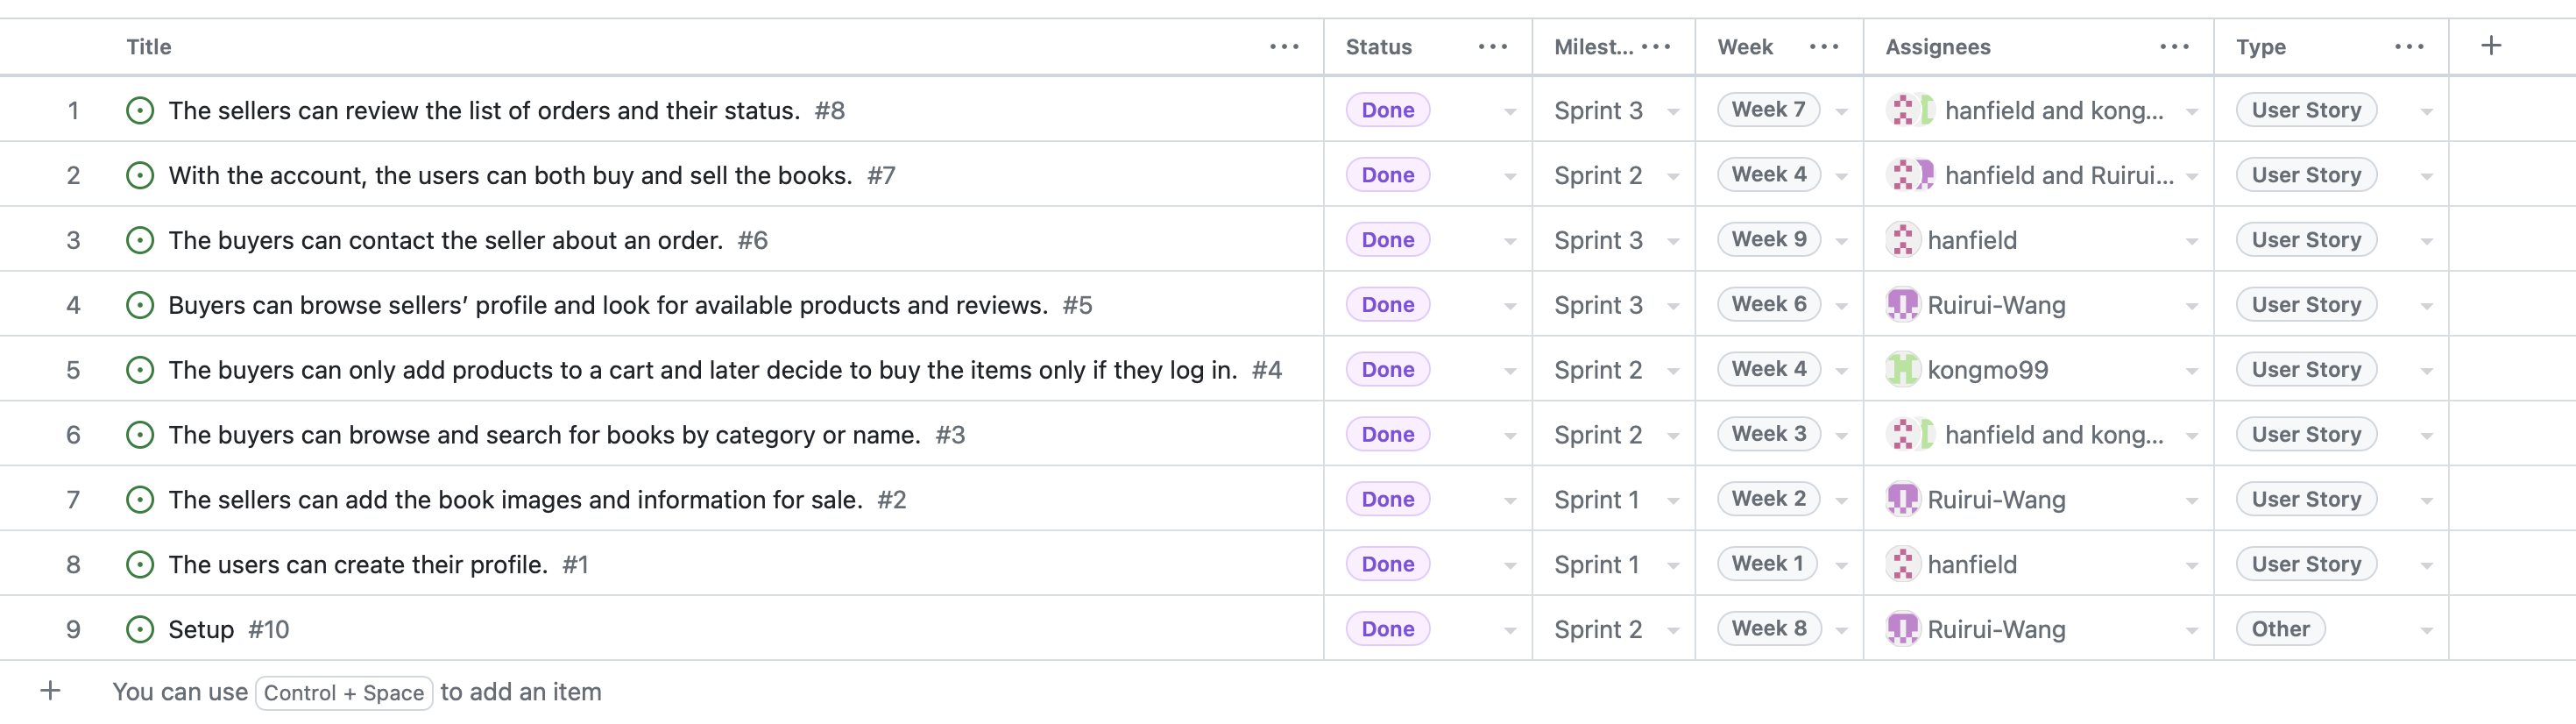 Title ... Status ... Milest... ... Week ... Assignees ... Type ... +
1 The sellers can review the list of orders and their status. #8 Done Sprint 3 Week 7 hanfield and kong... User Story
2 With the account, the users can both buy and sell the books. #7 Done Sprint 2 Week 4 hanfield and Ruirui... User Story
3 The buyers can contact the seller about an order. #6 Done Sprint 3 Week 9 hanfield User Story
4 Buyers can browse sellers’ profile and look for available products and reviews. #5 Done Sprint 3 Week 6 Ruirui-Wang User Story
5 The buyers can only add products to a cart and later decide to buy the items only if they log in. #4 Done Sprint 2 Week 4 kongmo99 User Story
6 The buyers can browse and search for books by category or name. #3 Done Sprint 2 Week 3 hanfield and kong... User Story
7 The sellers can add the book images and information for sale. #2 Done Sprint 1 Week 2 Ruirui-Wang User Story
8 The users can create their profile. #1 Done Sprint 1 Week 1 hanfield User Story
9 Setup #10 Done Sprint 2 Week 8 Ruirui-Wang Other
+ You can use Control + Space to add an item